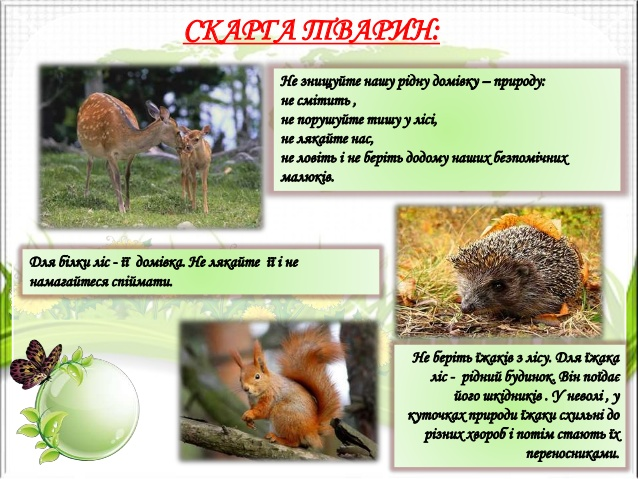 СКАРГА ТВАРИН:
Не знищуйте нашу рідну домівку – природу:
не смітить ,
не порушуйте тишу у лісі,
не лякайте нас,
не ловіть і не беріть додому наших безпомічних
малюків.
Для білки ліс - її домівка. Не лякайте її і не
намагайтеся спіймати.
Не беріть їжаків з лісу. Для їжака
ліс - рідний будинок. Він поїдає
його шкідників . У неволі , у
куточках природи їжаки схильні до
різних хвороб і потім стають їх
переносниками.